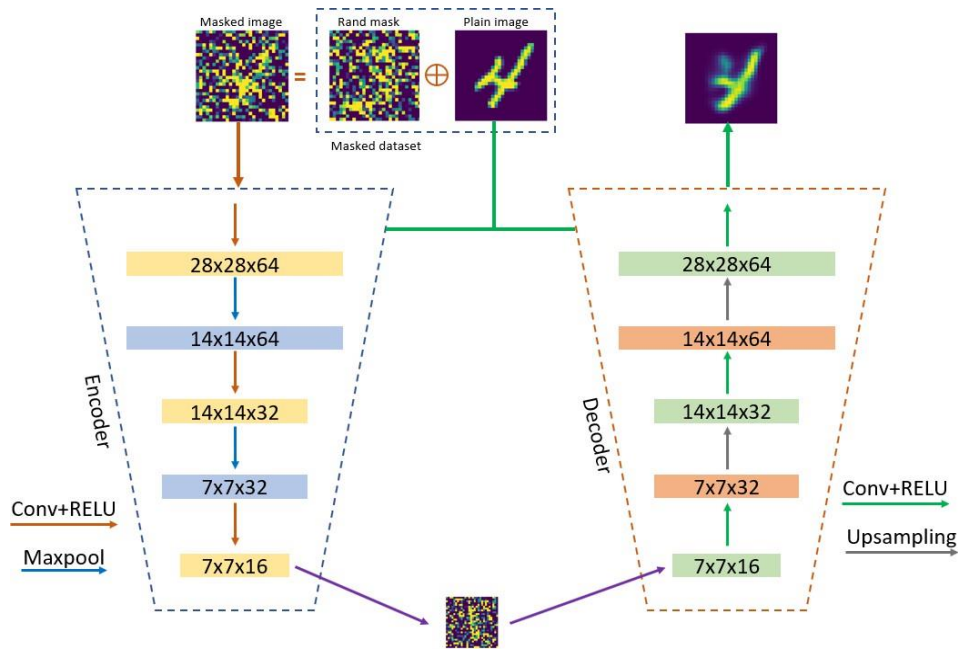 Masked image
Rand mask
Plain image
=
Masked dataset
28x28x64
14x14x64
14x14x32
7x7x32
7x7x16
Encoder
Conv+RELU
Maxpool
28x28x64
14x14x64
14x14x32
7x7x32
7x7x16
Decoder
Conv+RELU
Upsampling